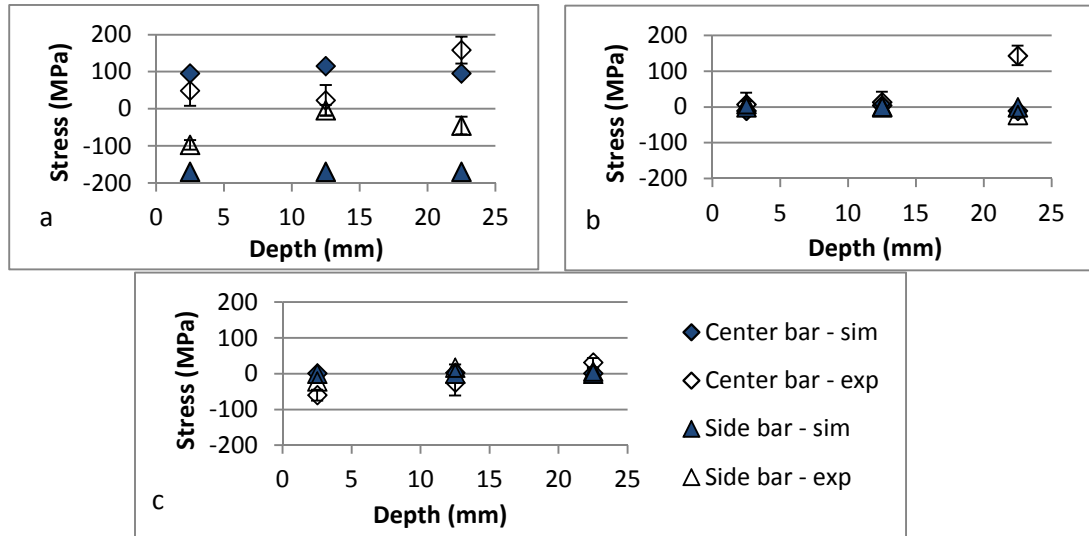 Stress (MPa)
200
100
0
-100
-200
0 5 10 15 20 25
Depth (mm)
a
Stress (MPa)
200
100
0
-100
-200
0 5 10 15 20 25
Depth (mm)
b
Stress (MPa)
200
100
0
-100
-200
0 5 10 15 20 25
Depth (mm)
c
Center bar - sim
Center bar - exp
Side bar - sim
Side bar - exp